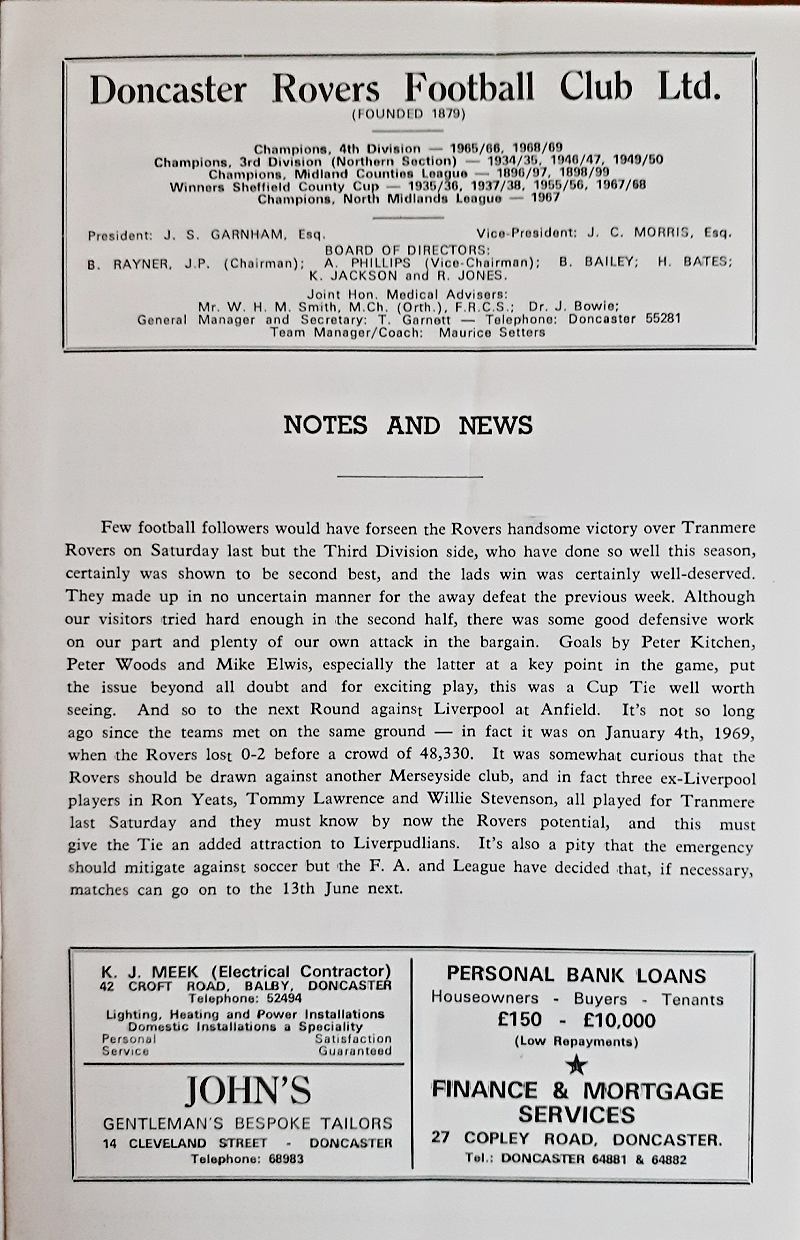 Doncaster Rovers Football Club Ltd.
(FOUNDED 1879)
Champions, 4th Division — 1965/66, 1968/69
Champions, 3rd Division (Northern Section) — 1934/35, 1946/47, 1949/50
Champions, Midland Counties League — 1896/97, 1898/99
Winners Sheffield County Cup — 1935/36, 1937/38, 1955/56, 1967/68
Champions, North Midlands League — 1967
President: J. S. GARNHAM, Esq. Vice-President: J. C. MORRIS, Esq.
BOARD OF DIRECTORS:
B. RAYNER, J.P. (Chairman); A. PHILLIPS (Vice-Chairman); B. BAILEY; H. BATES;
K. JACKSON and R. JONES.
Joint Hon. Medical Advisers:
Mr. W. H. M. Smith, M.Ch. (Orth.), F.R.C.S.; Dr. J. Bowie;
General Manager and Secretary: T. Garnett — Telephone: Doncaster 55281
Team Manager/Coach: Maurice Setters
NOTES AND NEWS
Few football followers would have forseen the Rovers handsome victory over Tranmere
Rovers on Saturday last but the Third Division side, who have done so well this season,
certainly was shown to be second best, and the lads win was certainly well-deserved.
They made up in no uncertain manner for the away defeat the previous week. Although
our visitors tried hard enough in the second half, there was some good defensive work
on our part and plenty of our own attack in the bargain. Goals by Peter Kitchen,
Peter Woods and Mike Elwis, especially the latter at a key point in the game, put
the issue beyond all doubt and for exciting play, this was a Cup Tie well worth
seeing. And so to the next Round against Liverpool at Anfield. It's not so long
ago since the teams met on the same ground — in fact it was on January 4th, 1969,
when the Rovers lost 0-2 before a crowd of 48,330. It was somewhat curious that the
Rovers should be drawn against another Merseyside club, and in fact three ex-Liverpool
players in Ron Yeats, Tommy Lawrence and Willie Stevenson, all played for Tranmere
last Saturday and they must know by now the Rovers potential, and this must
give the Tie an added attraction to Liverpudlians. It's also a pity that the emergency
should mitigate against soccer but the F. A. and League have decided that, if necessary,
matches can go on to the 13th June next.
K. J. MEEK (Electrical Contractor)
42 CROFT ROAD, BALBY, DONCASTER
Telephone: 52494
Lighting, Heating and Power Installations
Domestic Installations a Speciality
Personal Satisfaction
Service Guaranteed
JOHN'S
GENTLEMAN'S BESPOKE TAILORS
14 CLEVELAND STREET - DONCASTER
Telephone: 68983
PERSONAL BANK LOANS
Houseowners - Buyers - Tenants
£150 - £10,000
(Low Repayments)
FINANCE & MORTGAGE
SERVICES
27 COPLEY ROAD, DONCASTER.
Tel.: DONCASTER 64881 & 64882